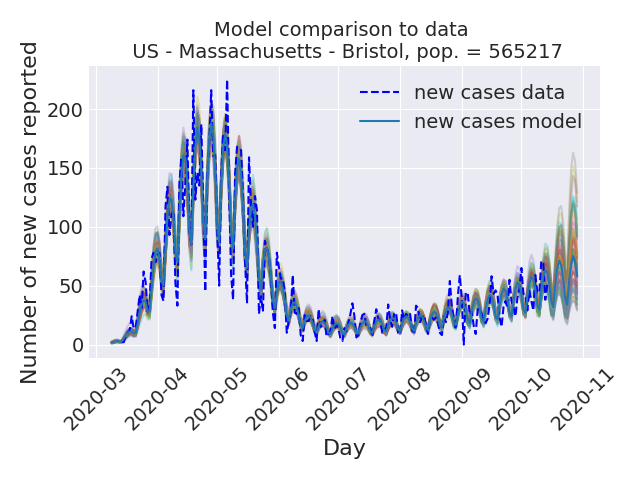 Model comparison to data
US - Massachusetts - Bristol, pop. = 565217
Number of new cases reported
200
150
100
50
0
new cases data
new cases model
2020-03
2020-04
2020-05
2020-06
2020-07
2020-08
2020-09
2020-10
2020-11
Day